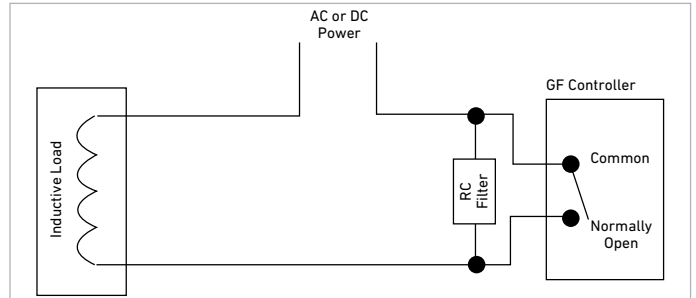 AC or DC
Power
GF Controller
Inductive Load
RC
Filter
Common
Normally
Open